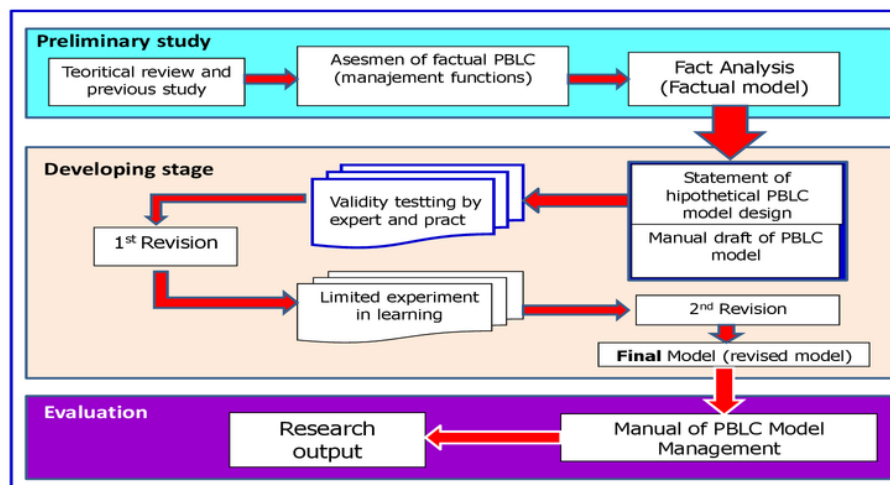 Preliminary study
Teoritical review and
previous study
Asesmen of factual PBLC
(manajement functions)
Fact Analysis
(Factual model)
Developing stage
Statement of
hipothetical PBLC
model design
Manual draft of PBLC
model
Validity testting by
expert and pract
1st Revision
Limited experiment
in learning
2nd Revision
Final Model (revised model)
Evaluation
Manual of PBLC Model
Management
Research
output